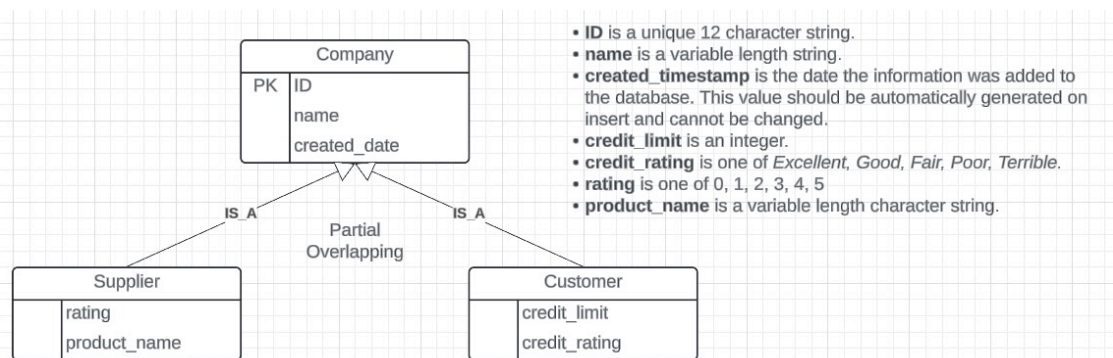 Company
PK ID
name
created_date
IS_A
IS_A
Partial
Overlapping
Supplier
rating
product_name
Customer
credit_limit
credit_rating
• ID is a unique 12 character string.
• name is a variable length string.
• created_timestamp is the date the information was added to
the database. This value should be automatically generated on
insert and cannot be changed.
• credit_limit is an integer.
• credit_rating is one of Excellent, Good, Fair, Poor, Terrible.
• rating is one of 0, 1, 2, 3, 4, 5
• product_name is a variable length character string.